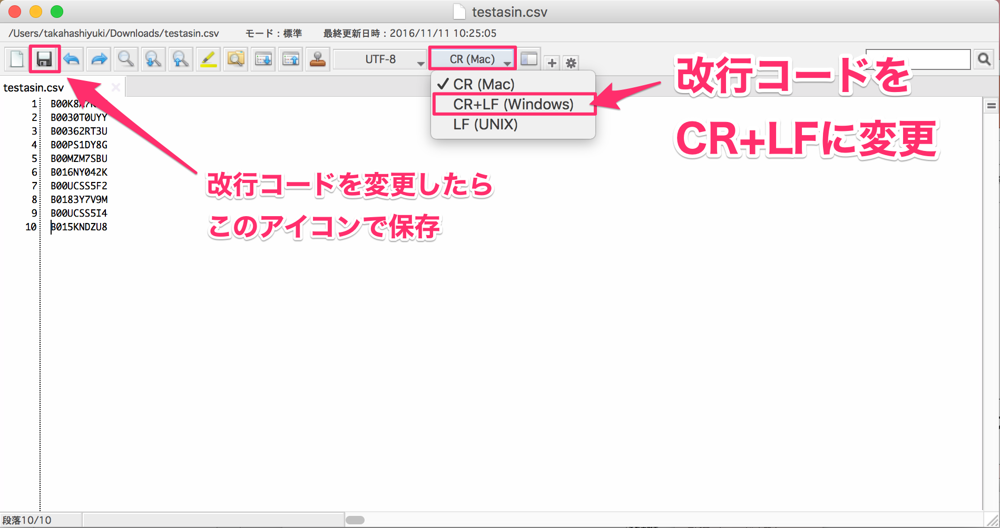 testasin.csv
/Users/takahashiyuki/Downloads/testasin.csv モード：標準 最終更新日時：2016/11/11 10:25:05
UTF-8 CR (Mac)
testasin.csv
✓ CR (Mac)
CR+LF (Windows)
LF (UNIX)
改行コードを
CR+LFに変更
改行コードを変更したら
このアイコンで保存
1
2 B0030T0UYY
3 B00362RT3U
4 B00PS1DY8G
5 B00MZM7SBU
6 B016NY042K
7 B00UCSS5F2
8 B0183Y7V9M
9 B00UCSS5I4
10 B015KNDZU8
段落10/10